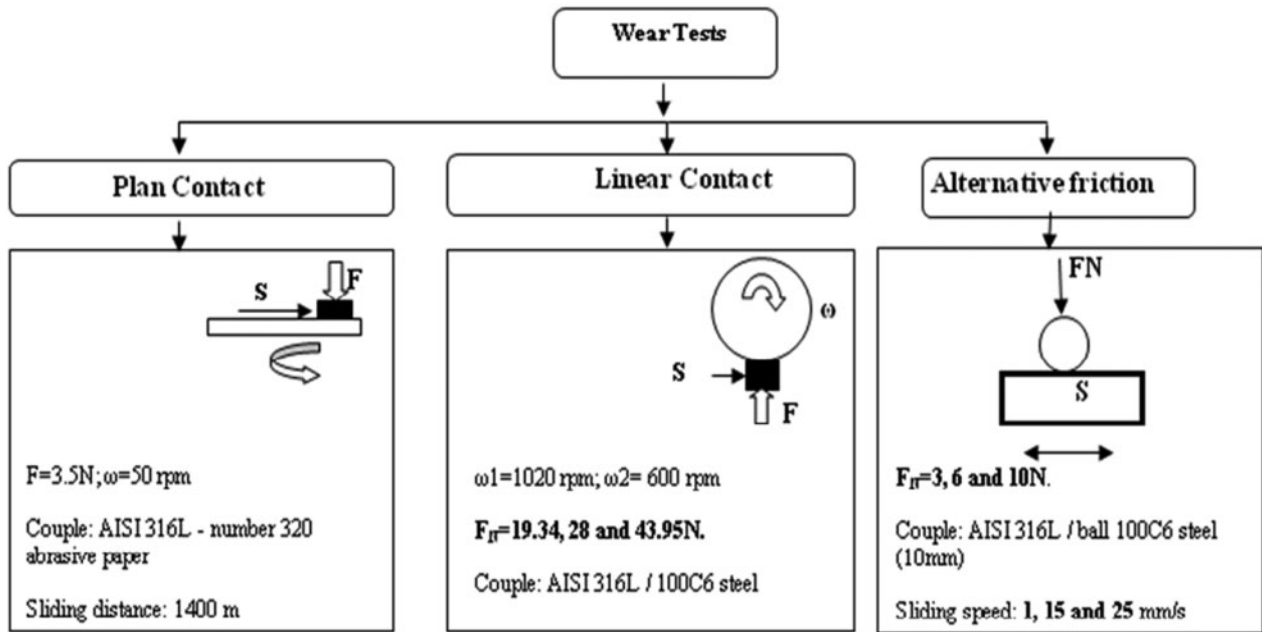 Wear Tests
Plan Contact
Linear Contact
Alternative friction
F
S
F=3.5N; ω=50 rpm
Couple: AISI 316L - number 320
abrasive paper
Sliding distance: 1400 m
ω
S
F
ω1=1020 rpm; ω2= 600 rpm
Fn=19.34, 28 and 43.95N.
Couple: AISI 316L / 100C6 steel
FN
S
Fn=3, 6 and 10N.
Couple: AISI 316L / ball 100C6 steel
(10mm)
Sliding speed: 1, 15 and 25 mm/s